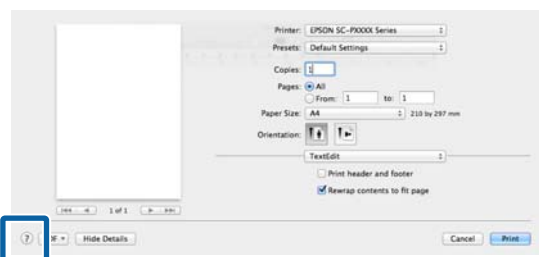 Printer: EPSON SC-PXXXX Series
Presets: Default Settings
Copies: 1
Pages: All
From: 1 to: 1
Paper Size: A4 210 by 297 mm
Orientation:
TextEdit
Print header and footer
Rewrap contents to fit page
1 of 1
? DF Hide Details Cancel Print